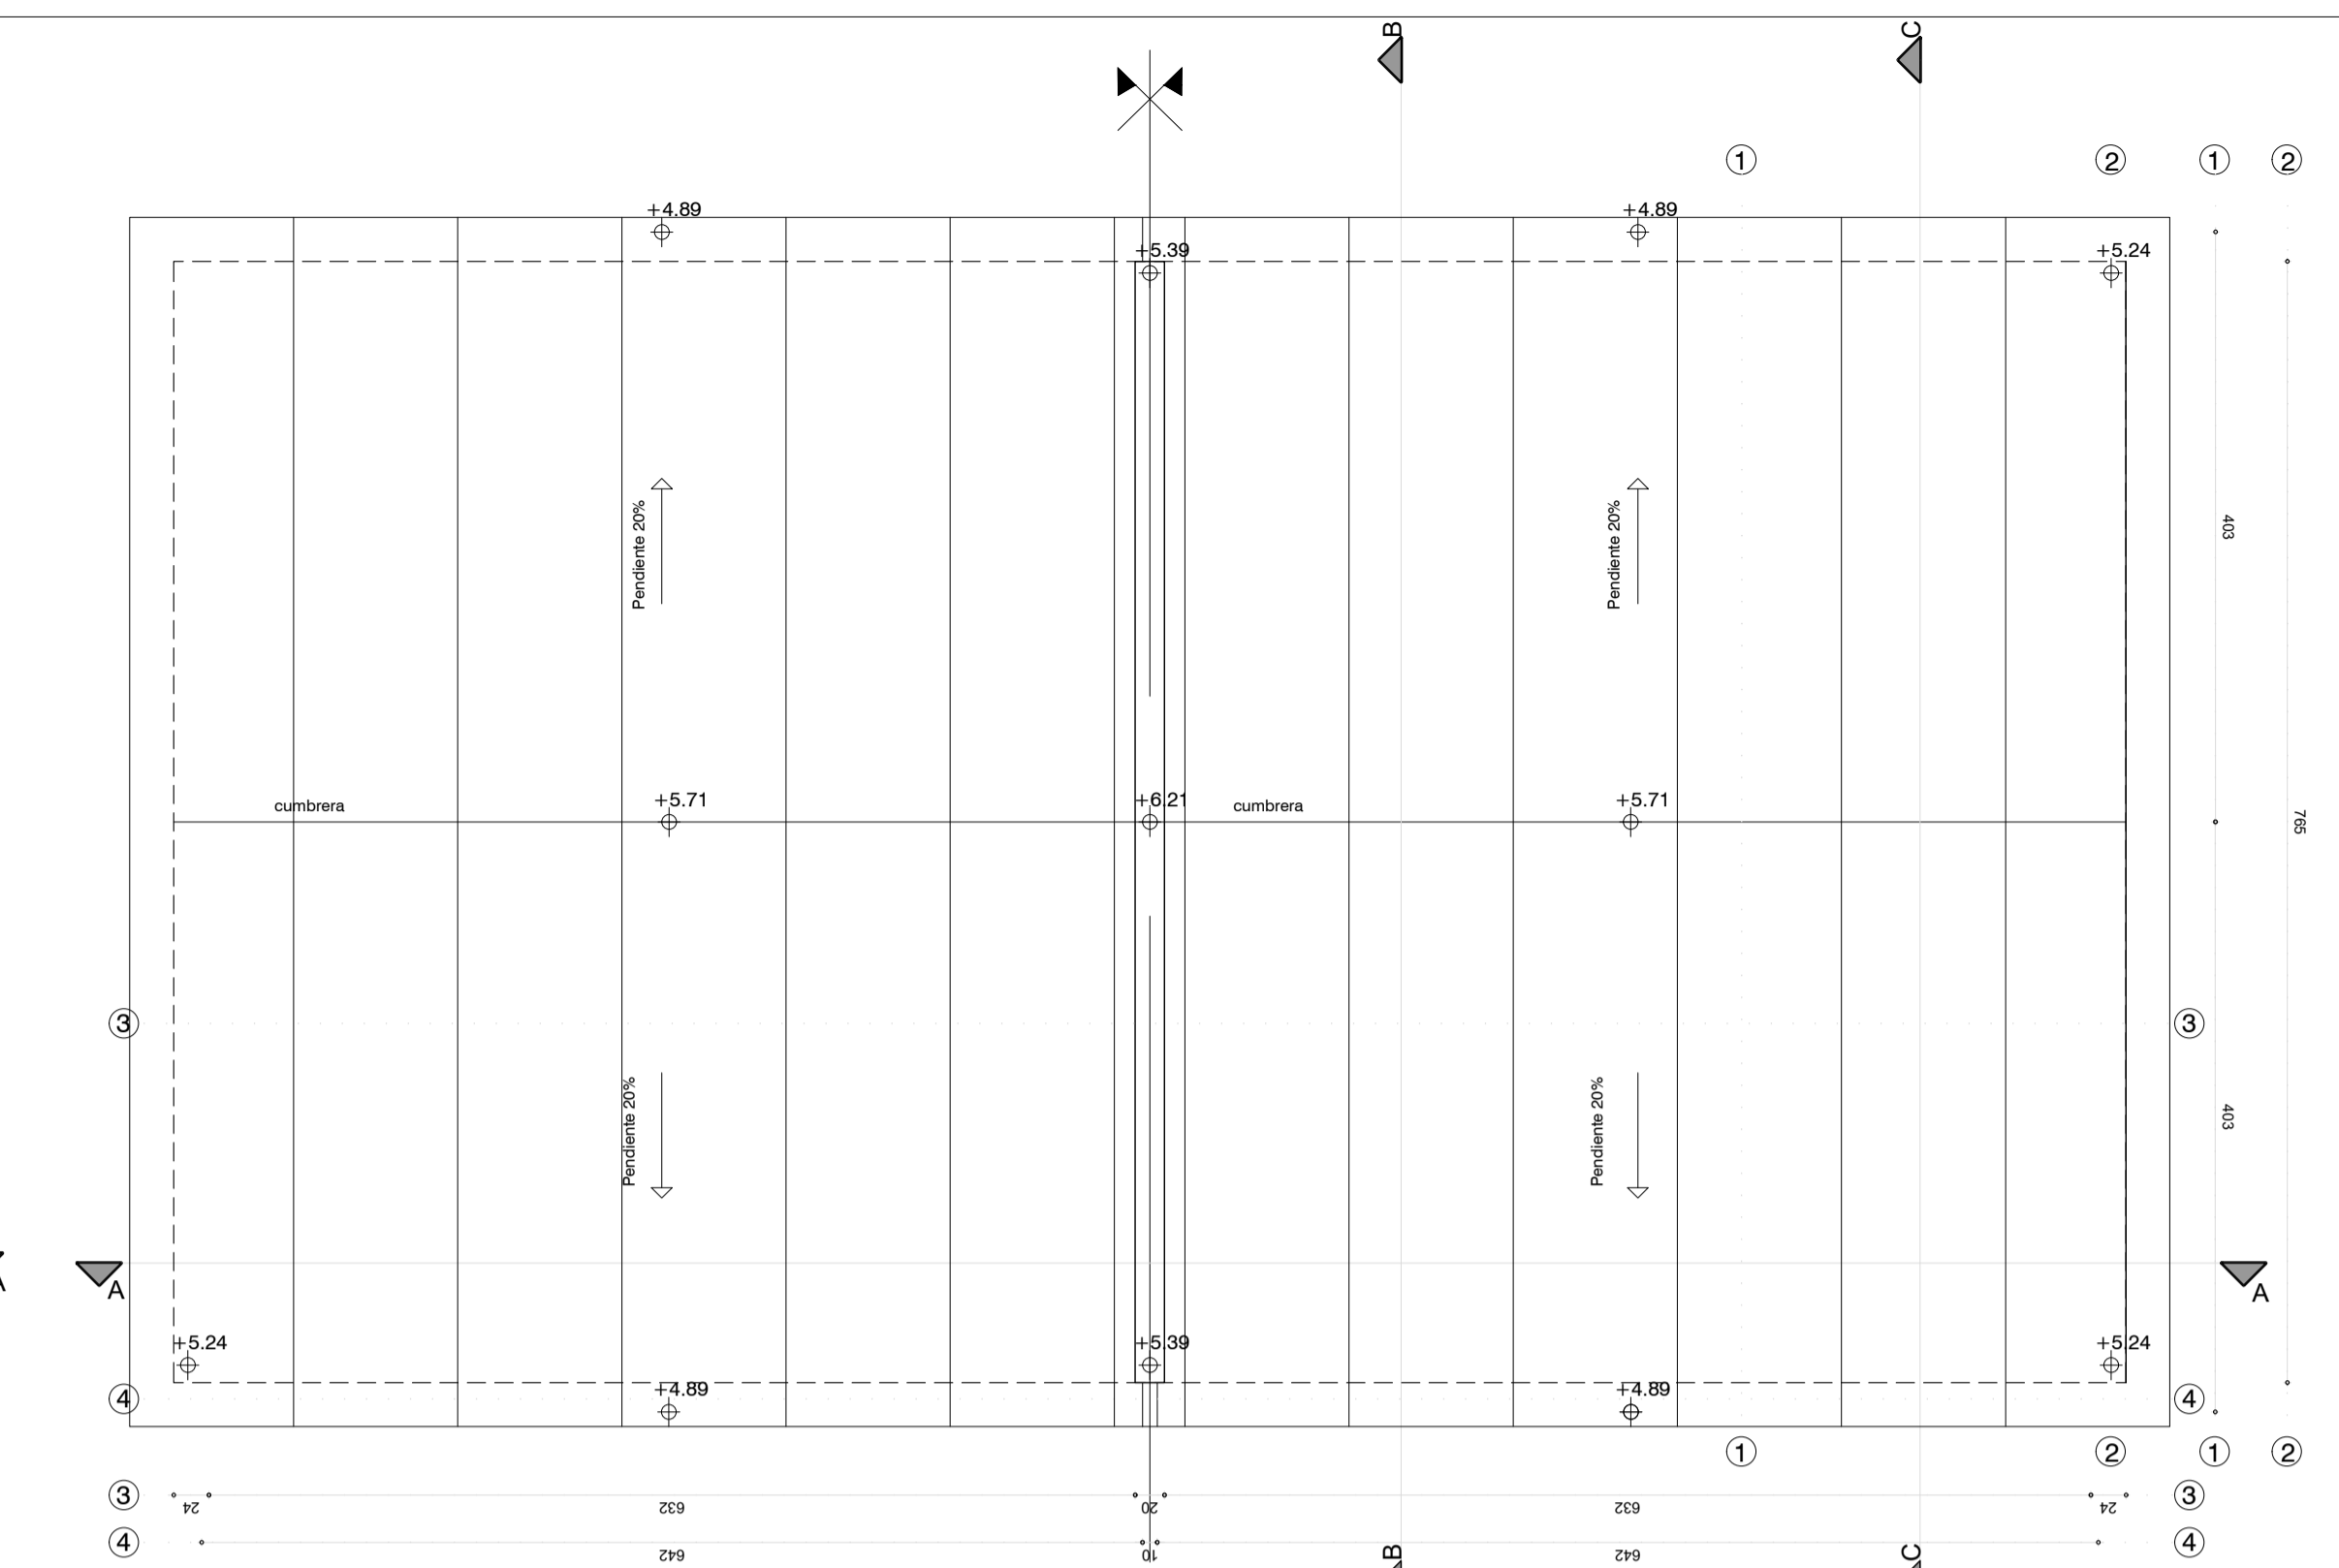 B C
1 2 1 2
+4.89 +4.89
+5.39 +5.24
Pendiente 20% Pendiente 20%
403
cumbrera +5.71 +6.21 cumbrera +5.71
765
3 3
Pendiente 20% Pendiente 20%
403
A A
+5.24 +5.39 +5.24
4 +4.89 +4.89 4
1 2 1 2
3 24 632 20 632 24 3
4 642 10 642 4
B C